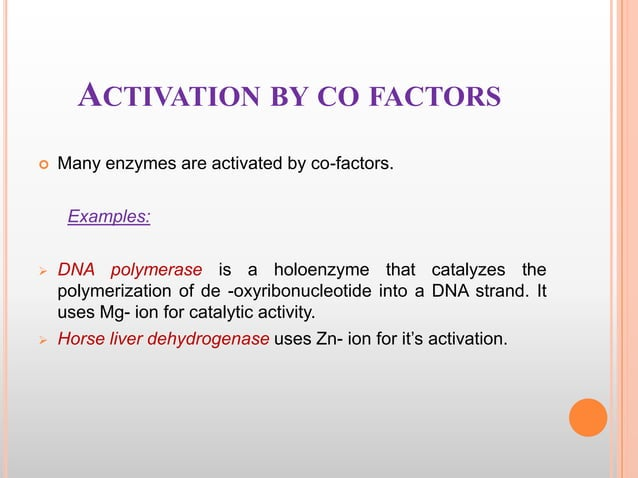 ACTIVATION BY CO FACTORS
Many enzymes are activated by co-factors.
Examples:
DNA polymerase is a holoenzyme that catalyzes the
polymerization of de -oxyribonucleotide into a DNA strand. It
uses Mg- ion for catalytic activity.
Horse liver dehydrogenase uses Zn- ion for it’s activation.